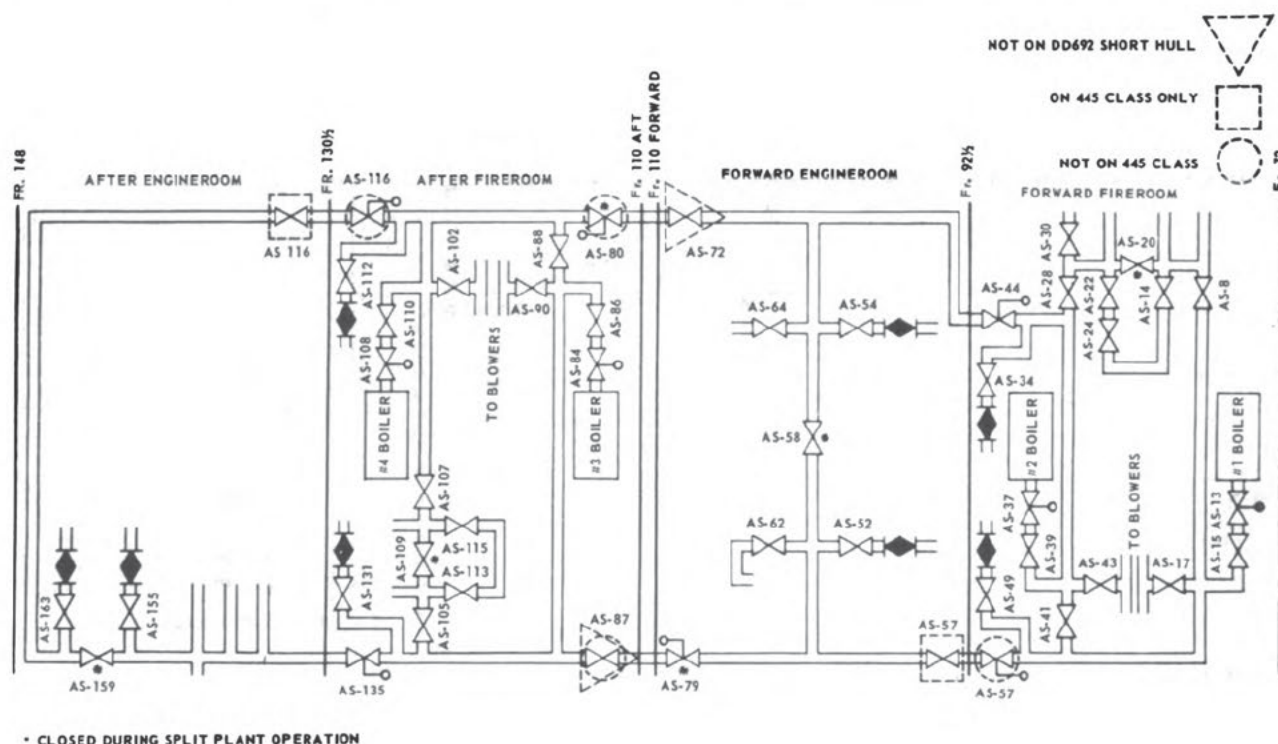 NOT ON DD692 SHORT HULL
ON 445 CLASS ONLY
NOT ON 445 CLASS
FR. 148
AFTER ENGINEROOM
FR. 130½
AS-116
AFTER FIREROOM
Fr. 110 AFT
Fr. 110 FORWARD
FORWARD ENGINEROOM
Fr. 92½
FORWARD FIREROOM
AS 116
AS-112
AS-102
AS-88
AS-80
AS-72
AS-30
AS-20
AS-28
AS-22
AS-14
AS-8
AS-44
AS-110
AS-90
AS-86
AS-64
AS-54
AS-24
AS-108
AS-84
AS-34
TO BLOWERS
#4 BOILER
#3 BOILER
AS-58
#2 BOILER
#1 BOILER
AS-107
AS-37
TO BLOWERS
AS-13
AS-109
AS-115
AS-62
AS-52
AS-39
AS-15
AS-131
AS-113
AS-43
AS-17
AS-163
AS-155
AS-105
AS-87
AS-49
AS-41
AS-57
AS-159
AS-135
AS-79
AS-57
• CLOSED DURING SPLIT PLANT OPERATION